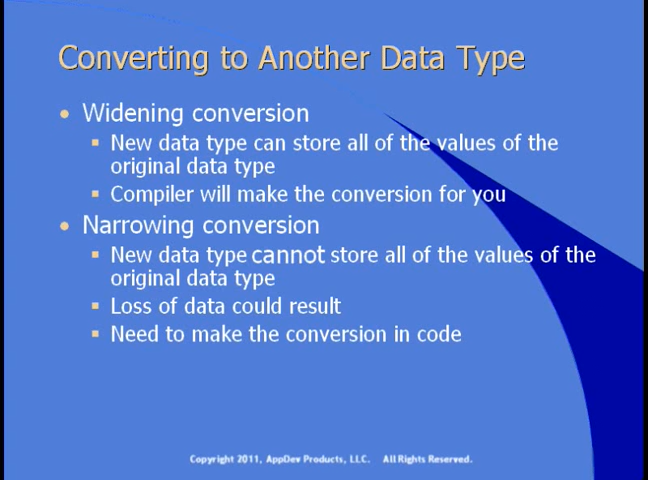 Converting to Another Data Type
• Widening conversion
▪ New data type can store all of the values of the
original data type
▪ Compiler will make the conversion for you
• Narrowing conversion
▪ New data type cannot store all of the values of the
original data type
▪ Loss of data could result
▪ Need to make the conversion in code
Copyright 2011, AppDev Products, LLC. All Rights Reserved.